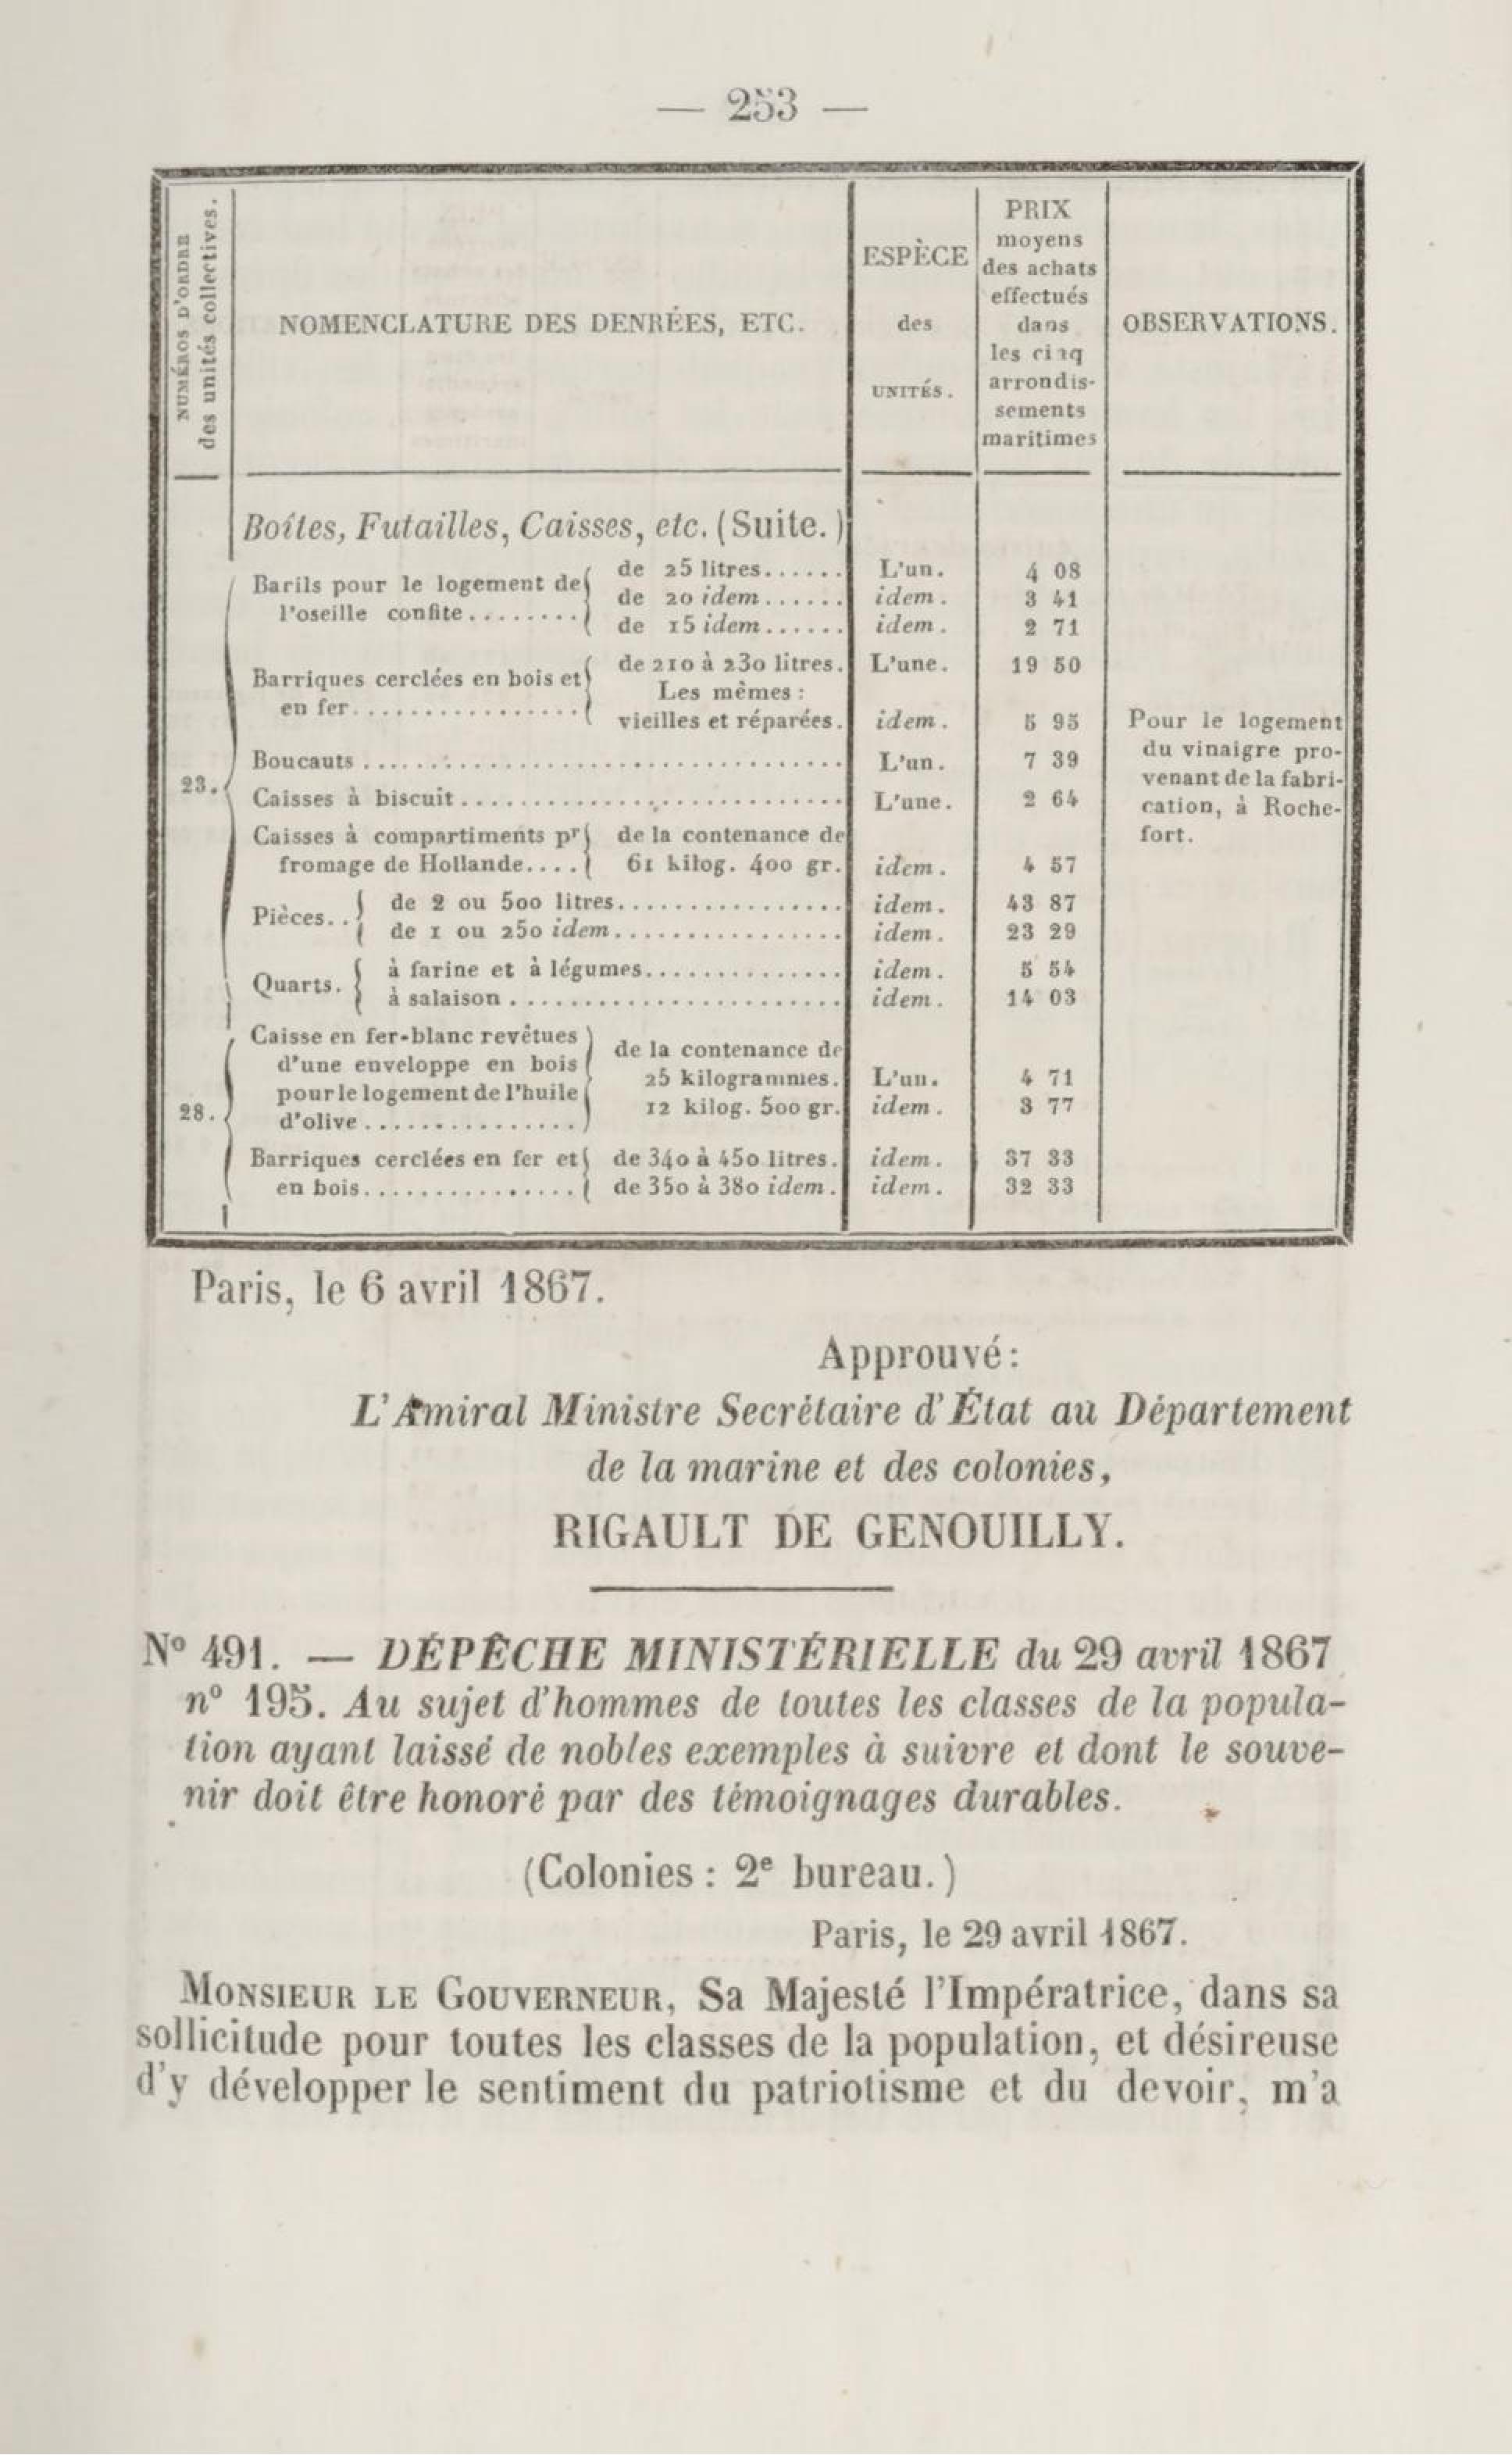 — 253 —
NUMÉROS D'ORDRE
des unités collectives.
NOMENCLATURE DES DENRÉES, ETC.
ESPÈCE
des
UNITÉS.
PRIX
moyens
des achats
effectués
dans
les cinq
arrondis-
sements
maritimes
OBSERVATIONS.
Boîtes, Futailles, Caisses, etc. (Suite.)
23.
Barils pour le logement de
l'oseille confite.........
de 25 litres...... L'un. 4 08
de 20 idem...... idem. 3 41
de 15 idem...... idem. 2 71
Barriques cerclées en bois et
en fer.................
de 210 à 230 litres. L'une. 19 50
Les mêmes :
vieilles et réparées. idem. 5 95
Pour le logement
du vinaigre pro-
venant de la fabri-
cation, à Roche-
fort.
Boucauts .................................. L'un. 7 39
Caisses à biscuit........................... L'une. 2 64
Caisses à compartiments pr
fromage de Hollande....
de la contenance de
61 kilog. 400 gr. idem. 4 57
Pièces..
de 2 ou 500 litres................ idem. 43 87
de 1 ou 250 idem................ idem. 23 29
Quarts.
à farine et à légumes.............. idem. 5 54
à salaison ....................... idem. 14 03
28.
Caisse en fer-blanc revêtues
d'une enveloppe en bois
pour le logement de l'huile
d'olive...............
de la contenance de
25 kilogrammes. L'un. 4 71
12 kilog. 500 gr. idem. 3 77
Barriques cerclées en fer et
en bois...............
de 340 à 450 litres. idem. 37 33
de 350 à 380 idem. idem. 32 33
Paris, le 6 avril 1867.
Approuvé:
L'Amiral Ministre Secrétaire d'État au Département
de la marine et des colonies,
RIGAULT DE GENOUILLY.
No 491. — DÉPÊCHE MINISTÉRIELLE du 29 avril 1867
no 195. Au sujet d'hommes de toutes les classes de la popula-
tion ayant laissé de nobles exemples à suivre et dont le souve-
nir doit être honoré par des témoignages durables.
(Colonies : 2e bureau.)
Paris, le 29 avril 1867.
MONSIEUR LE GOUVERNEUR, Sa Majesté l'Impératrice, dans sa
sollicitude pour toutes les classes de la population, et désireuse
d'y développer le sentiment du patriotisme et du devoir, m'a